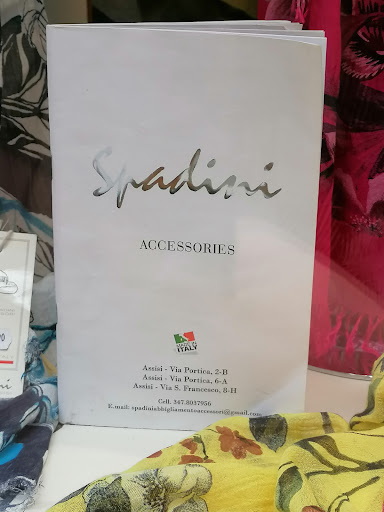 Spadini
ACCESSORIES
MADE IN
ITALY
Assisi - Via Portica, 2-B
Assisi - Via Portica, 6-A
Assisi - Via S. Francesco, 8-H
Cell. 347.8037956
E.mail: spadiniabbigliamentoaccessori@gmail.com